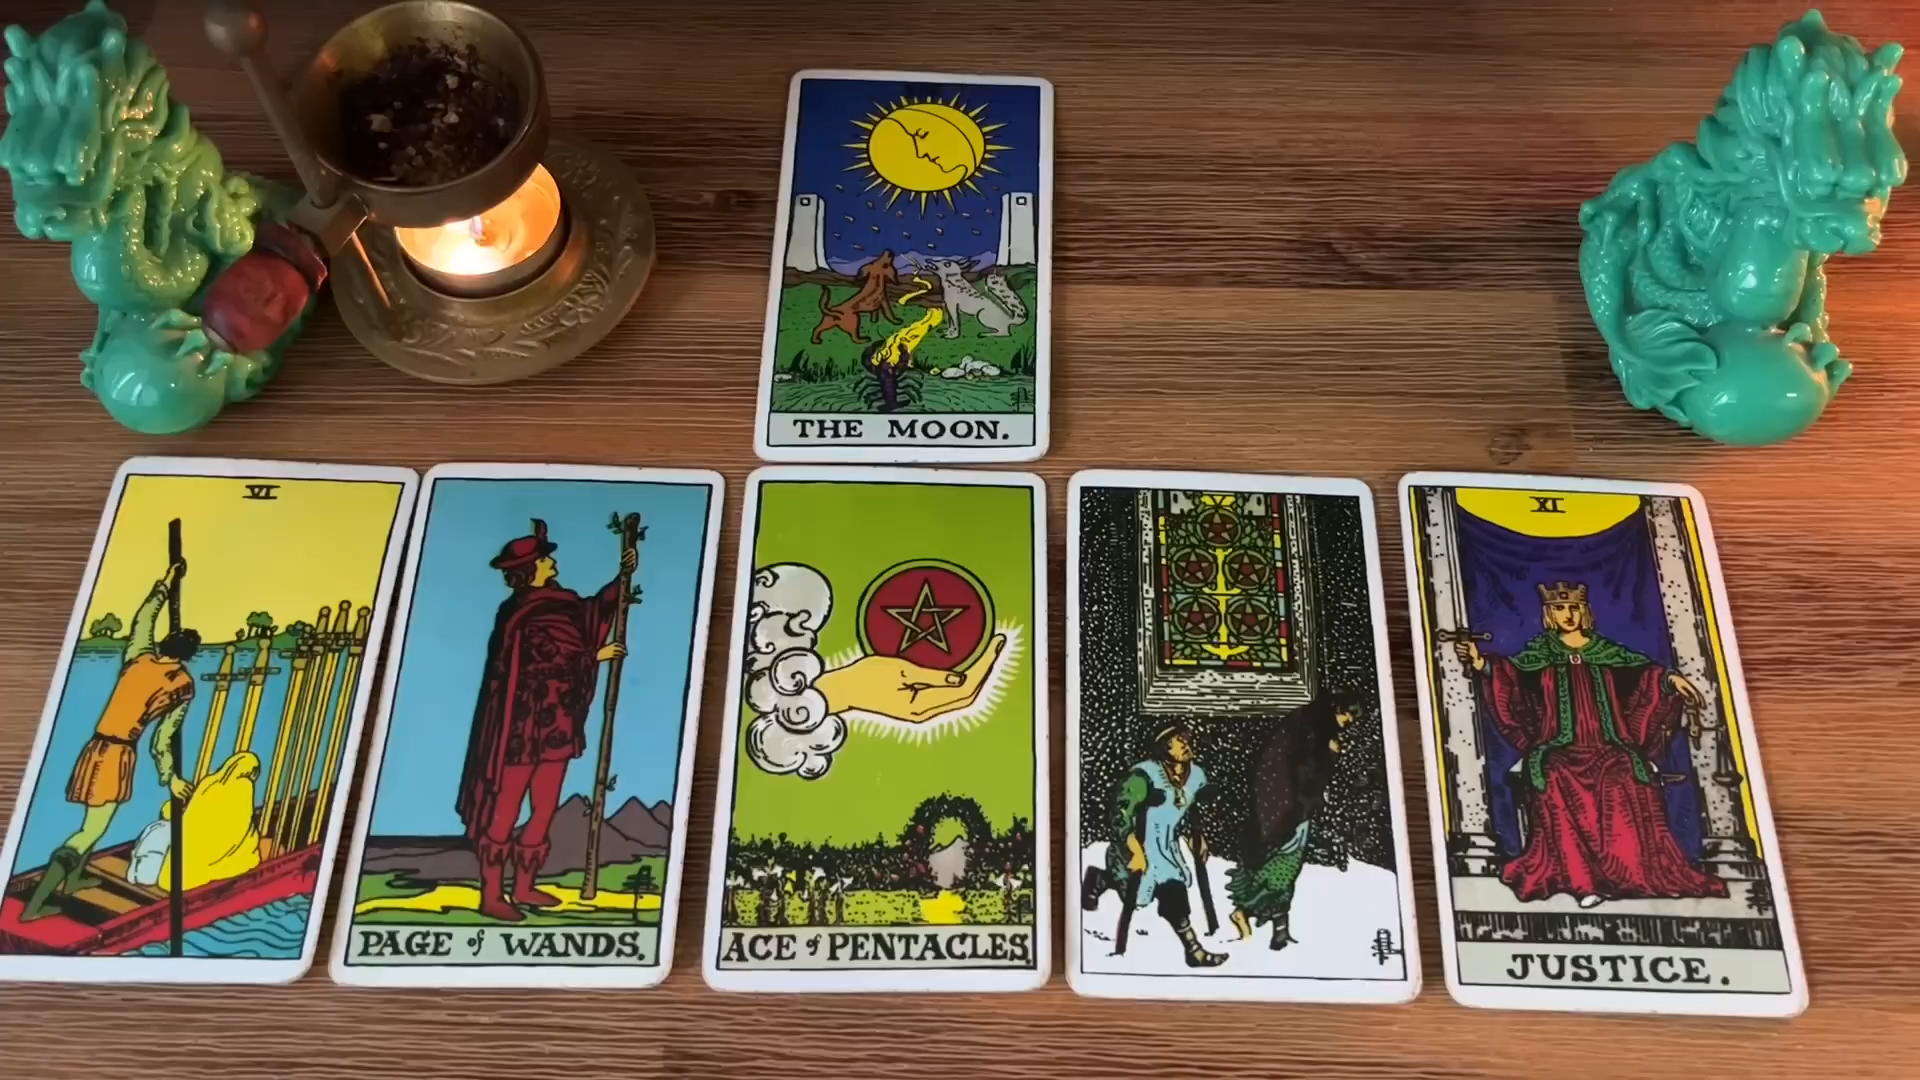 THE MOON.
VI
PAGE of WANDS.
ACE of PENTACLES.
XI
JUSTICE.